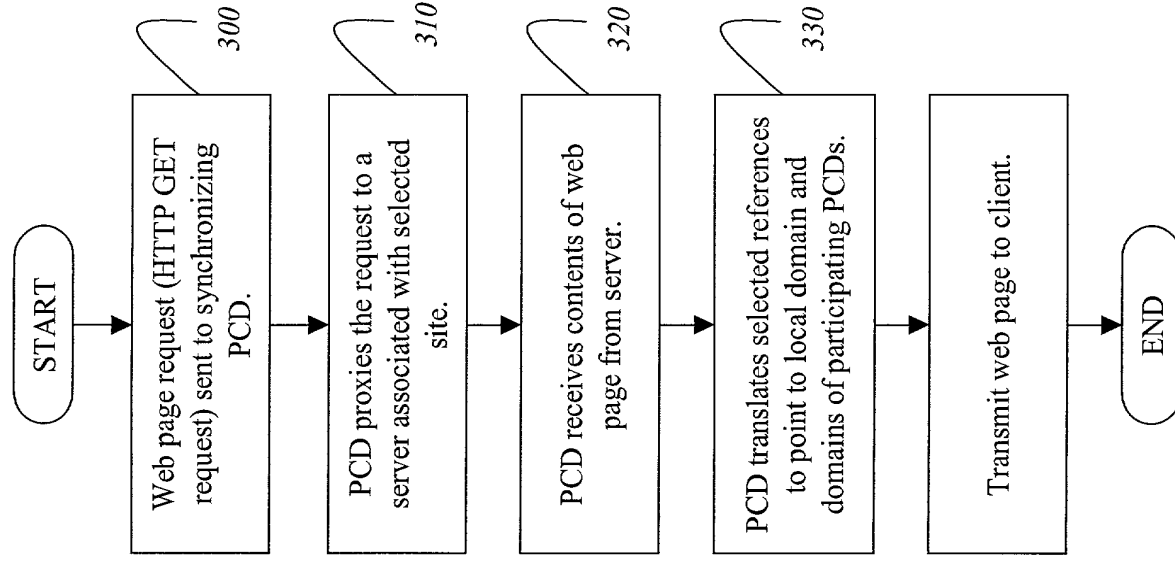 START
Web page request (HTTP GET
request) sent to synchronizing
PCD.
300
PCD proxies the request to a
server associated with selected
site.
310
PCD receives contents of web
page from server.
320
PCD translates selected references
to point to local domain and
domains of participating PCDs.
330
Transmit web page to client.
END